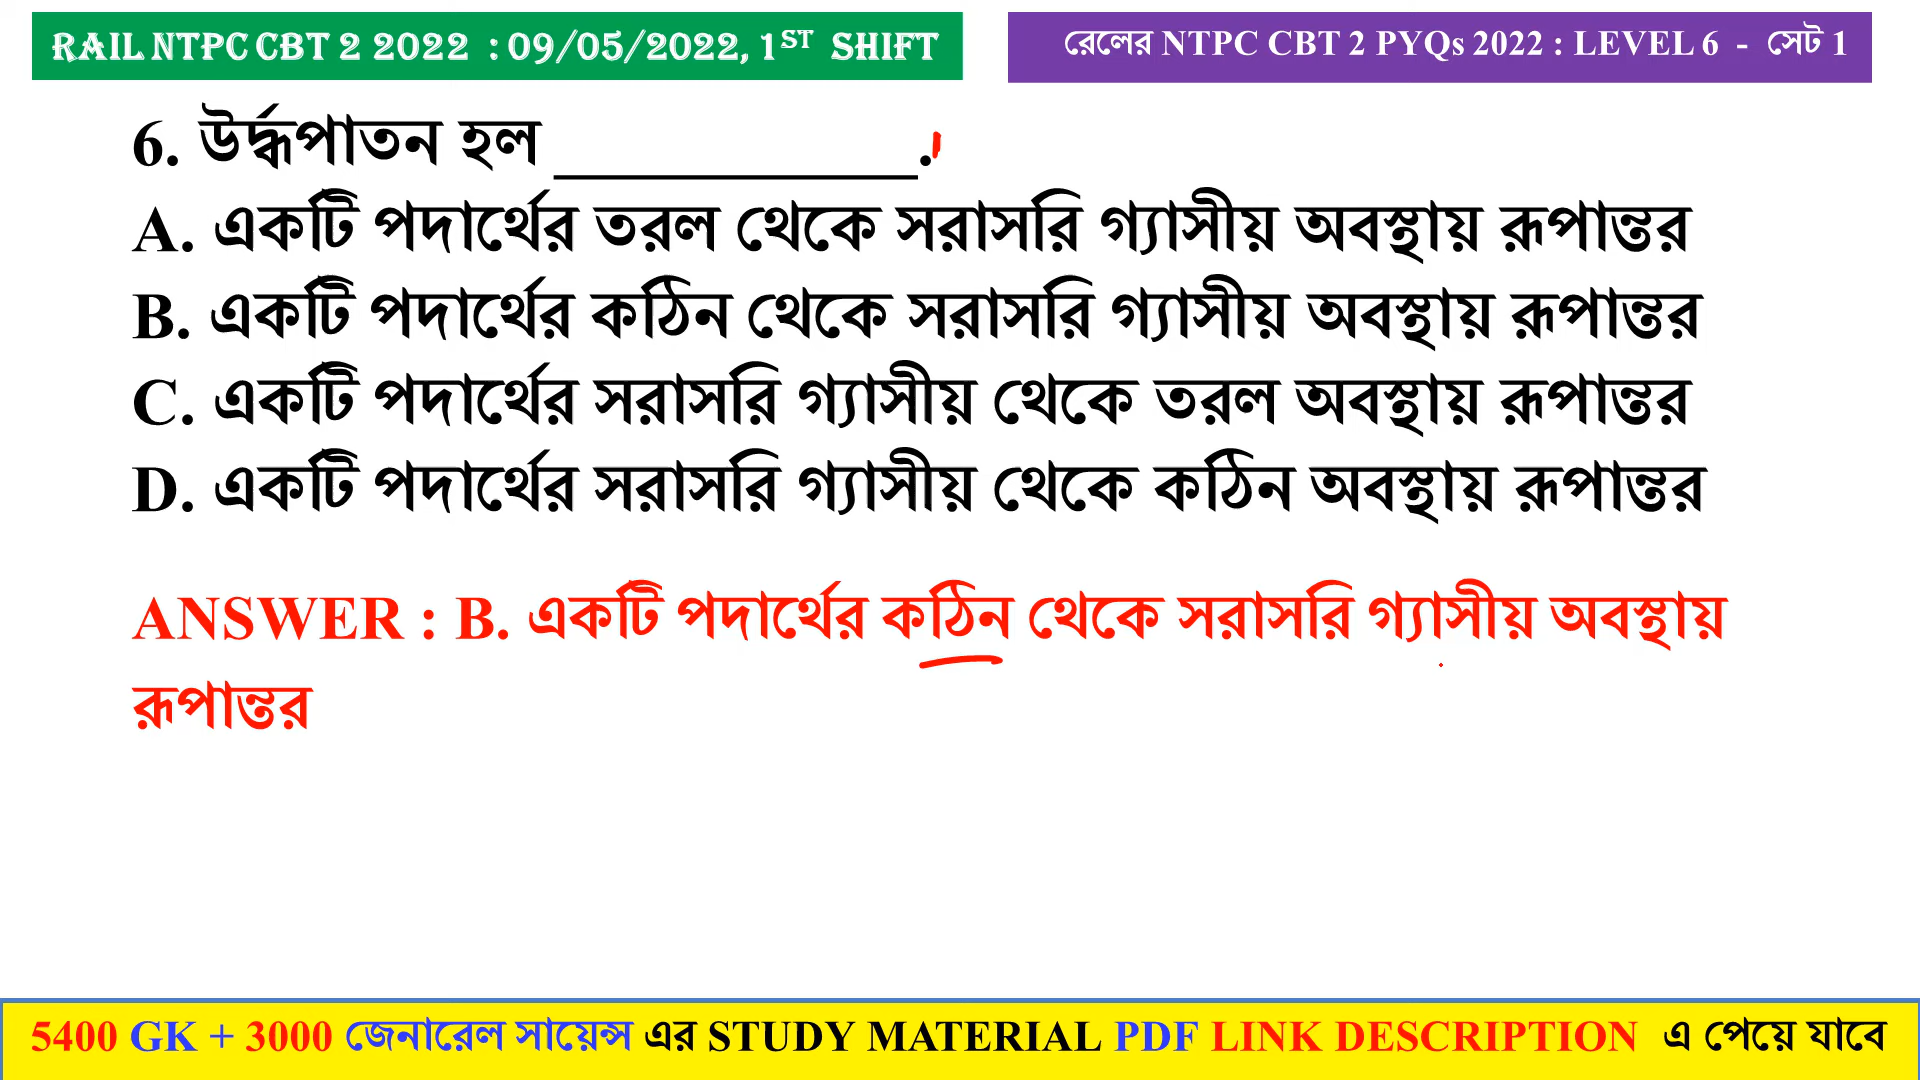 RAIL NTPC CBT 2 2022 : 09/05/2022, 1ST SHIFT
রেলের NTPC CBT 2 PYQs 2022 : LEVEL 6 - সেট 1
6. উর্দ্ধপাতন হল ____________.
A. একটি পদার্থের তরল থেকে সরাসরি গ্যাসীয় অবস্থায় রূপান্তর
B. একটি পদার্থের কঠিন থেকে সরাসরি গ্যাসীয় অবস্থায় রূপান্তর
C. একটি পদার্থের সরাসরি গ্যাসীয় থেকে তরল অবস্থায় রূপান্তর
D. একটি পদার্থের সরাসরি গ্যাসীয় থেকে কঠিন অবস্থায় রূপান্তর
ANSWER : B. একটি পদার্থের কঠিন থেকে সরাসরি গ্যাসীয় অবস্থায়
রূপান্তর
5400 GK + 3000 জেনারেল সায়েন্স এর STUDY MATERIAL PDF LINK DESCRIPTION এ পেয়ে যাবে